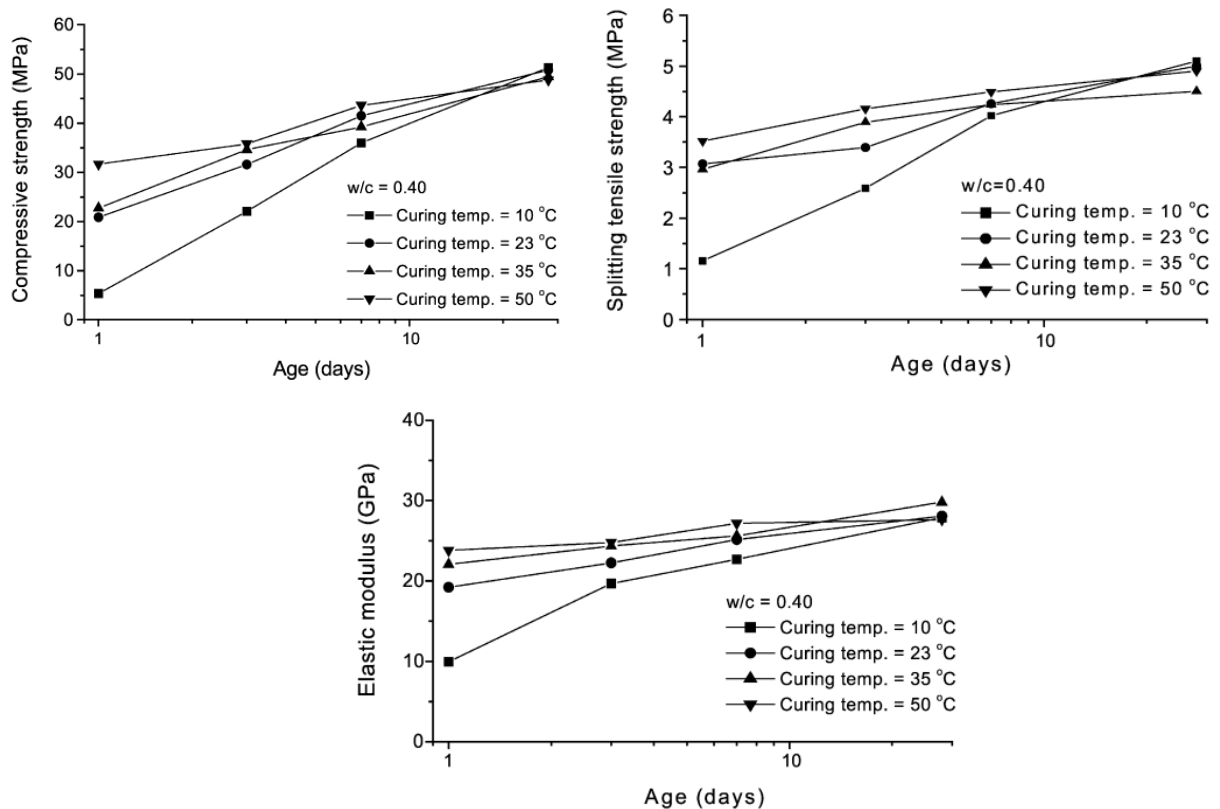 60
50
40
30
20
10
0
Compressive strength (MPa)
w/c = 0.40
Curing temp. = 10 °C
Curing temp. = 23 °C
Curing temp. = 35 °C
Curing temp. = 50 °C
1
10
Age (days)
6
5
4
3
2
1
0
Splitting tensile strength (MPa)
w/c=0.40
Curing temp. = 10 °C
Curing temp. = 23 °C
Curing temp. = 35 °C
Curing temp. = 50 °C
1
10
Age (days)
40
30
20
10
0
Elastic modulus (GPa)
w/c = 0.40
Curing temp. = 10 °C
Curing temp. = 23 °C
Curing temp. = 35 °C
Curing temp. = 50 °C
1
10
Age (days)